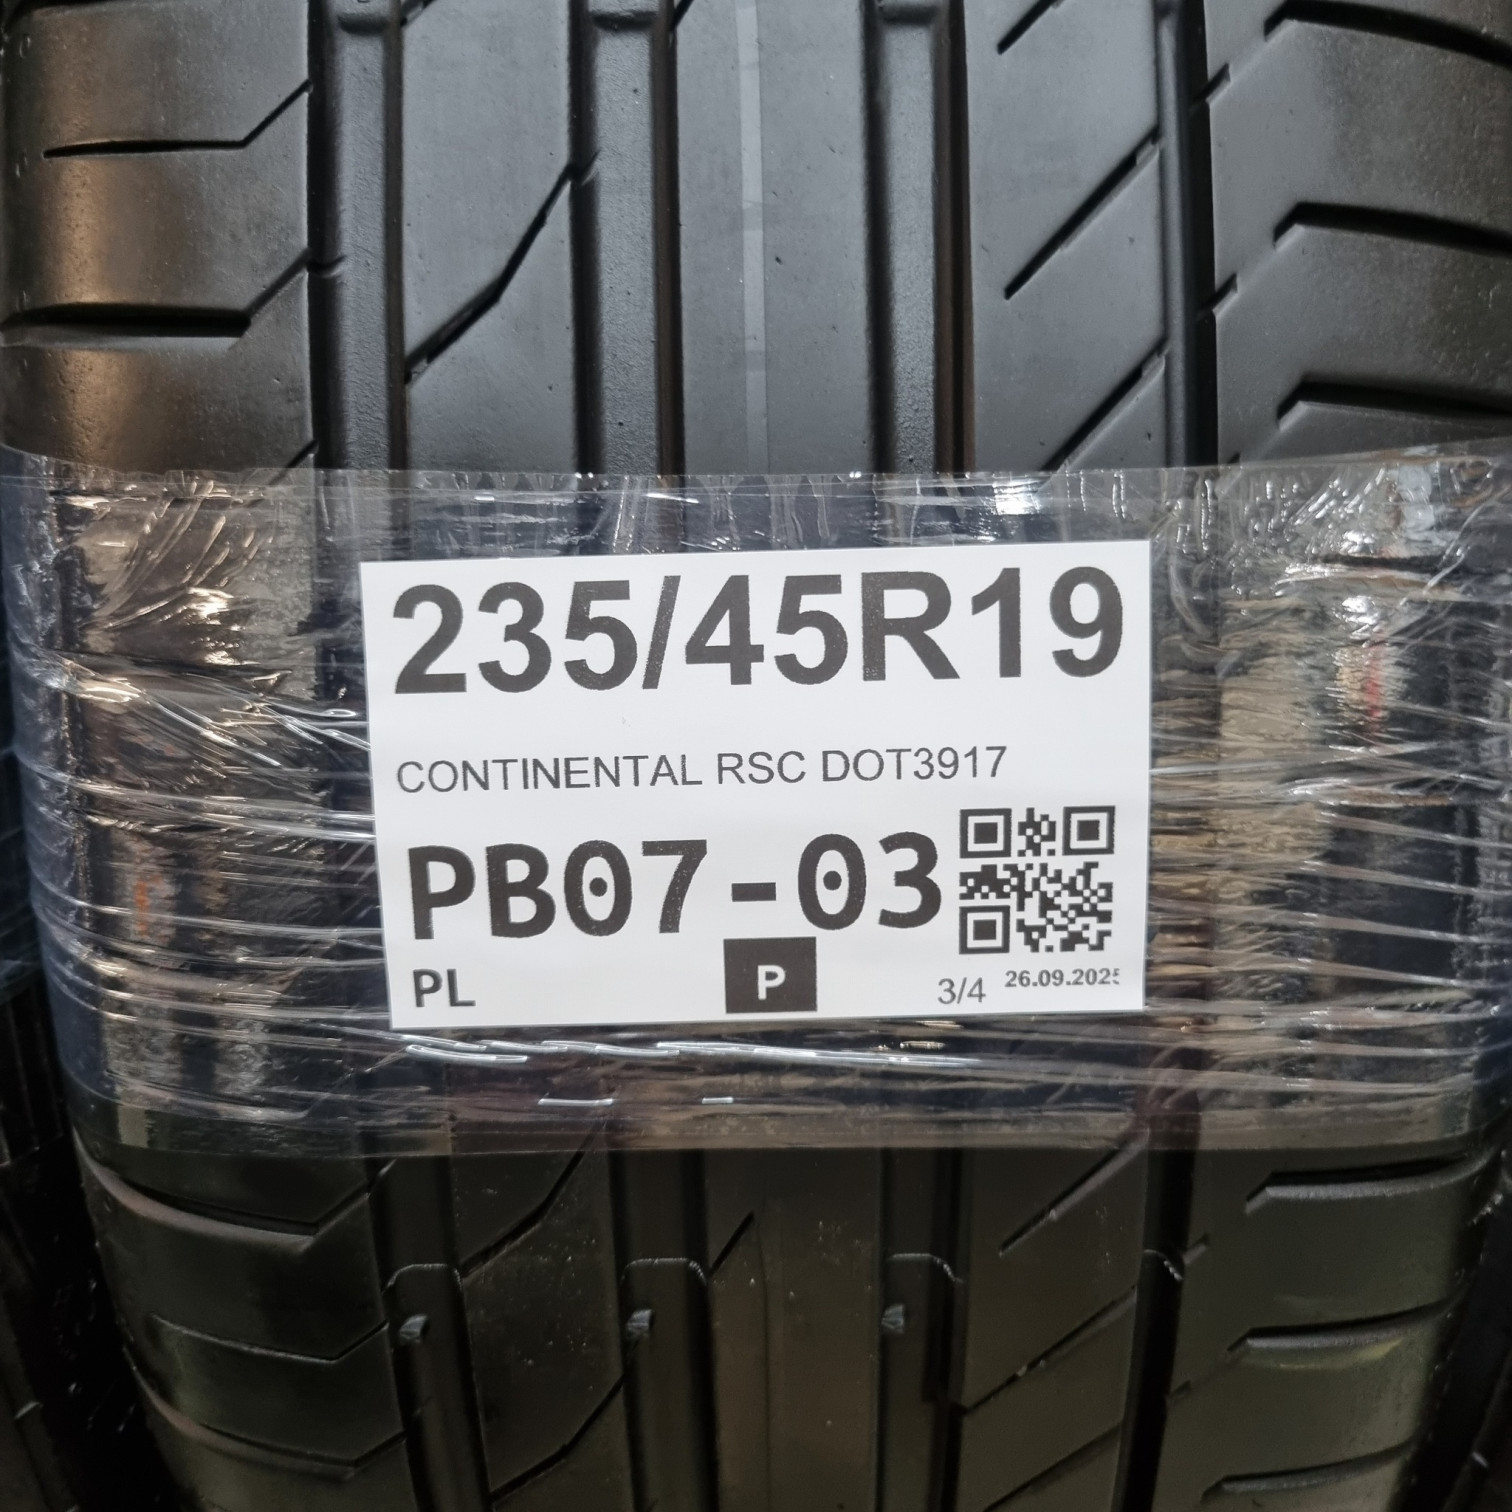 235/45R19
CONTINENTAL RSC DOT3917
PB07-03
PL
P
3/4
26.09.2025